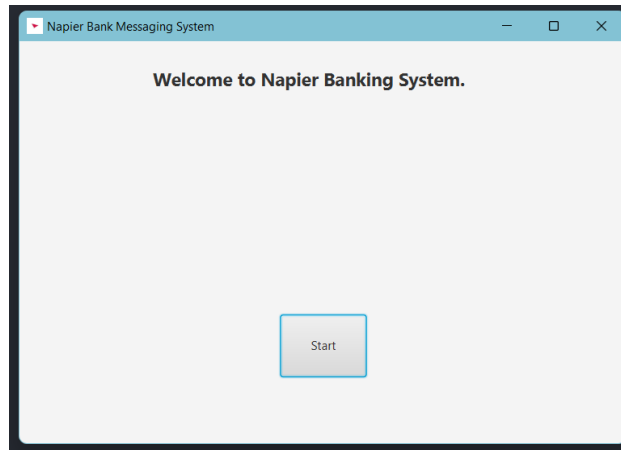 Napier Bank Messaging System
Welcome to Napier Banking System.
Start